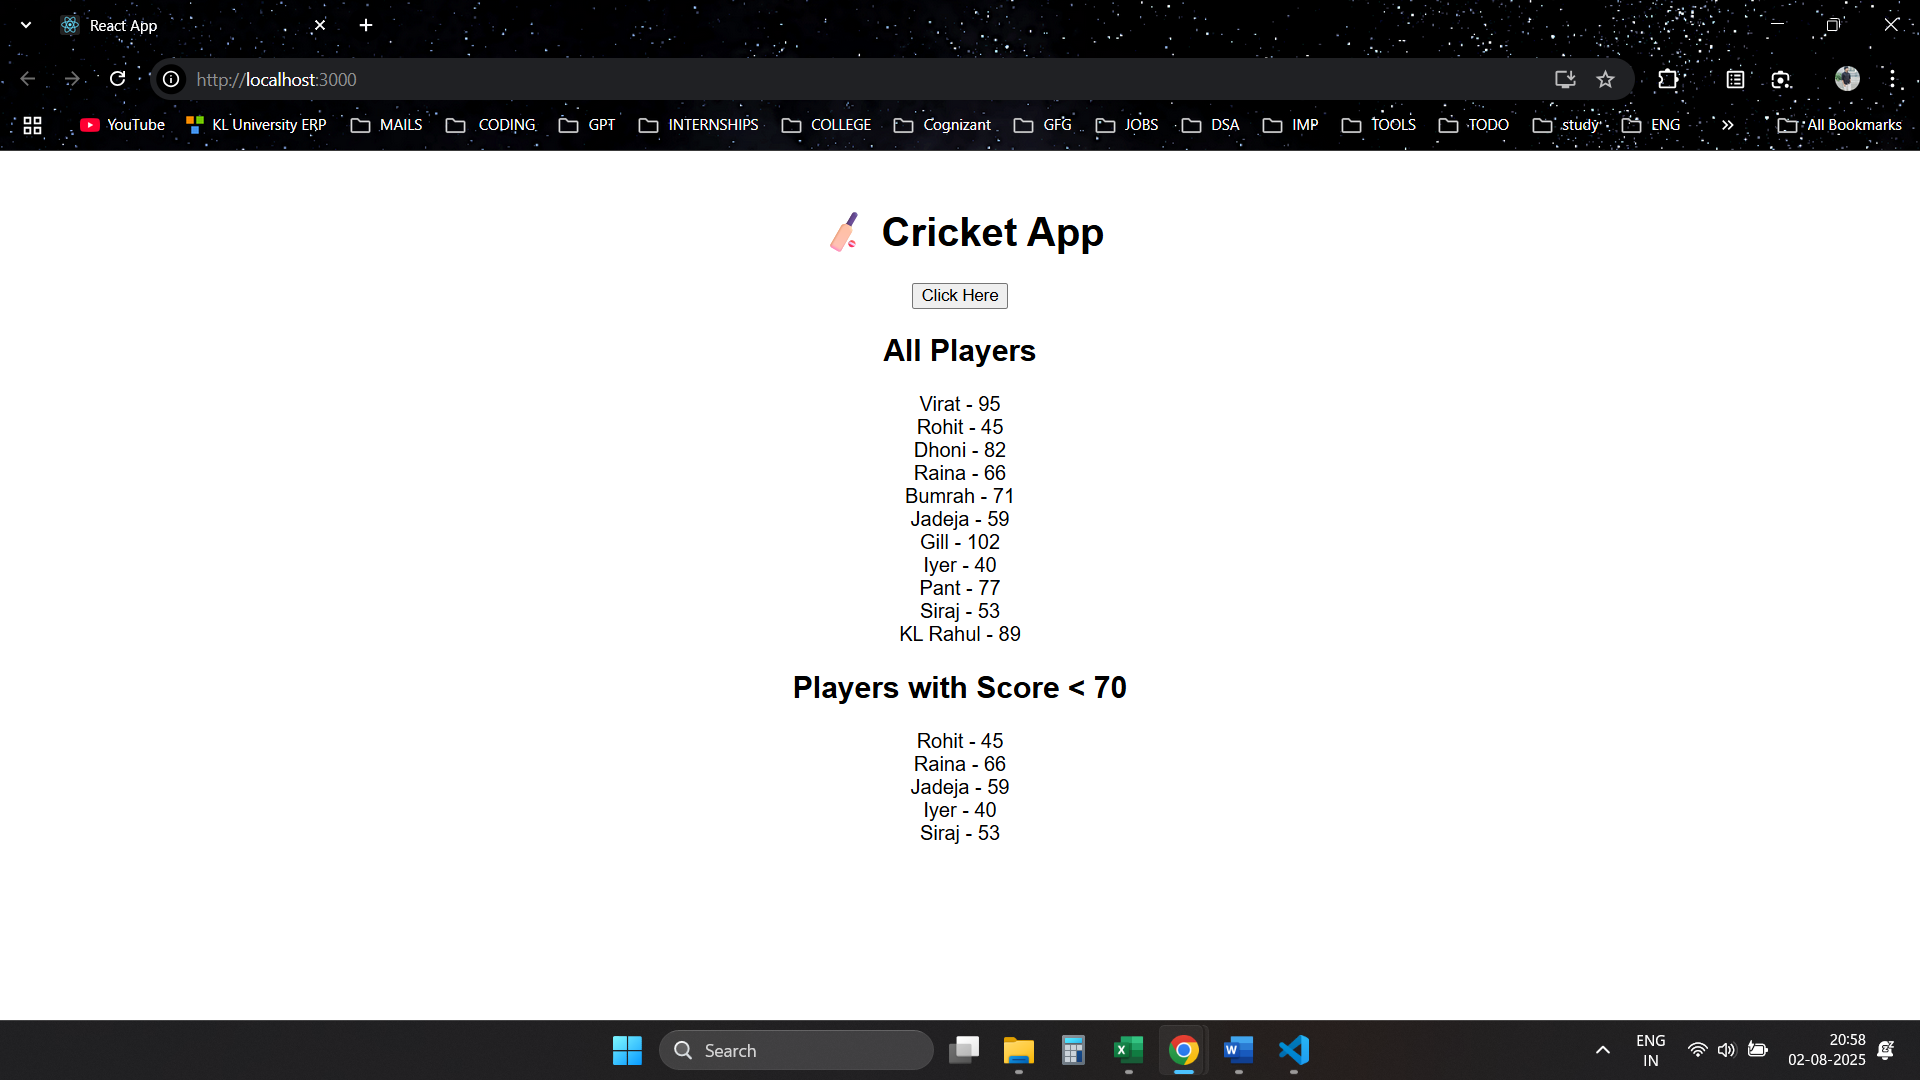 React App
http://localhost:3000
YouTube KL University ERP MAILS CODING GPT INTERNSHIPS COLLEGE Cognizant GFG JOBS DSA IMP TOOLS TODO study ENG » All Bookmarks
Cricket App
Click Here
All Players
Virat - 95
Rohit - 45
Dhoni - 82
Raina - 66
Bumrah - 71
Jadeja - 59
Gill - 102
Iyer - 40
Pant - 77
Siraj - 53
KL Rahul - 89
Players with Score < 70
Rohit - 45
Raina - 66
Jadeja - 59
Iyer - 40
Siraj - 53
Search
ENG
IN
20:58
02-08-2025